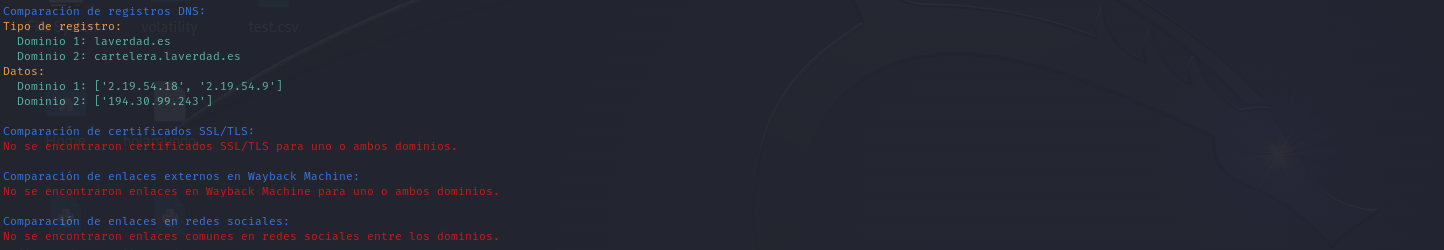 Comparación de registros DNS:
Tipo de registro:
  Dominio 1: laverdad.es
  Dominio 2: cartelera.laverdad.es
Datos:
  Dominio 1: ['2.19.54.18', '2.19.54.9']
  Dominio 2: ['194.30.99.243']
Comparación de certificados SSL/TLS:
No se encontraron certificados SSL/TLS para uno o ambos dominios.
Comparación de enlaces externos en Wayback Machine:
No se encontraron enlaces en Wayback Machine para uno o ambos dominios.
Comparación de enlaces en redes sociales:
No se encontraron enlaces comunes en redes sociales entre los dominios.
volatility
test.csv